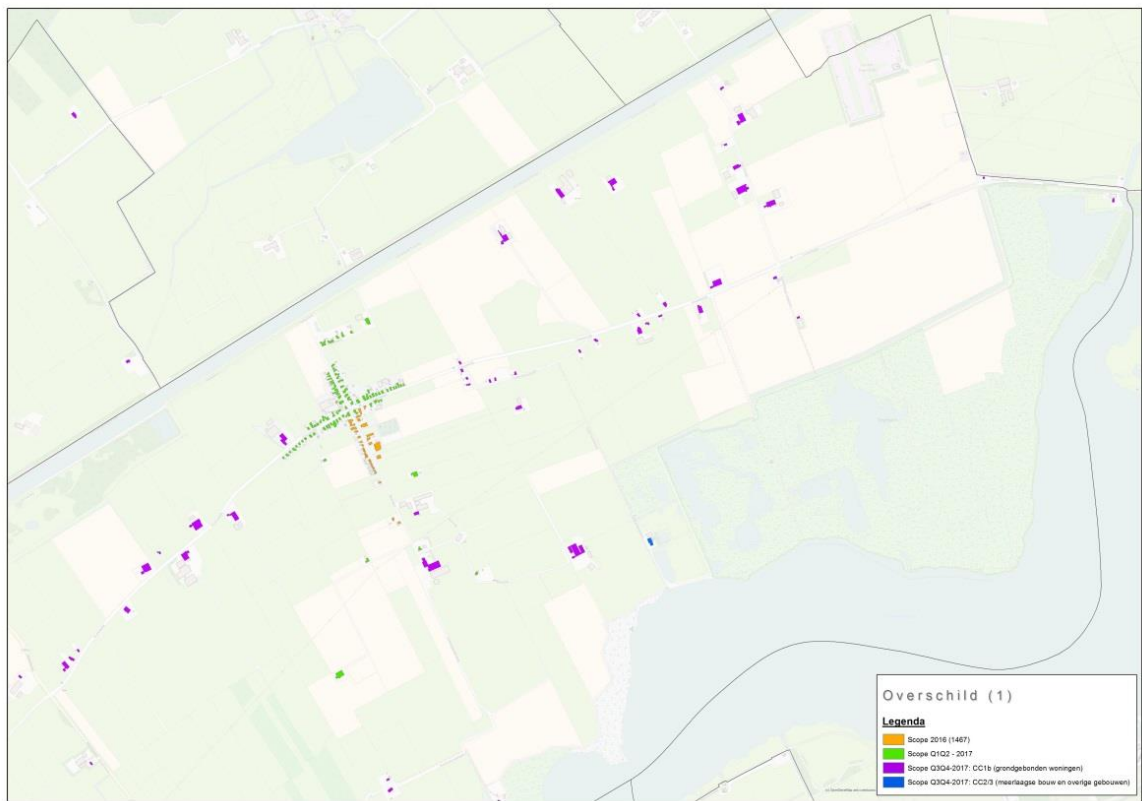 Overschild (1)
Legenda
Scope 2016 (1467)
Scope Q1Q2 - 2017
Scope Q3Q4-2017: CC1b (grondgebonden woningen)
Scope Q3Q4-2017: CC2/3 (meerlaagse bouw en overige gebouwen)